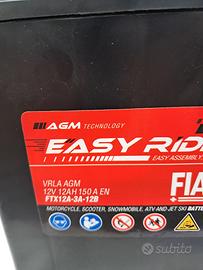 AGM TECHNOLOGY
EASY RID
EASY ASSEMBLY
VRLA AGM
12V 12AH 150 A EN
FTX12A-3A-12B
FIA
MOTORCYCLE, SCOOTER, SNOWMOBILE, ATV AND JET SKI BATTE
subito